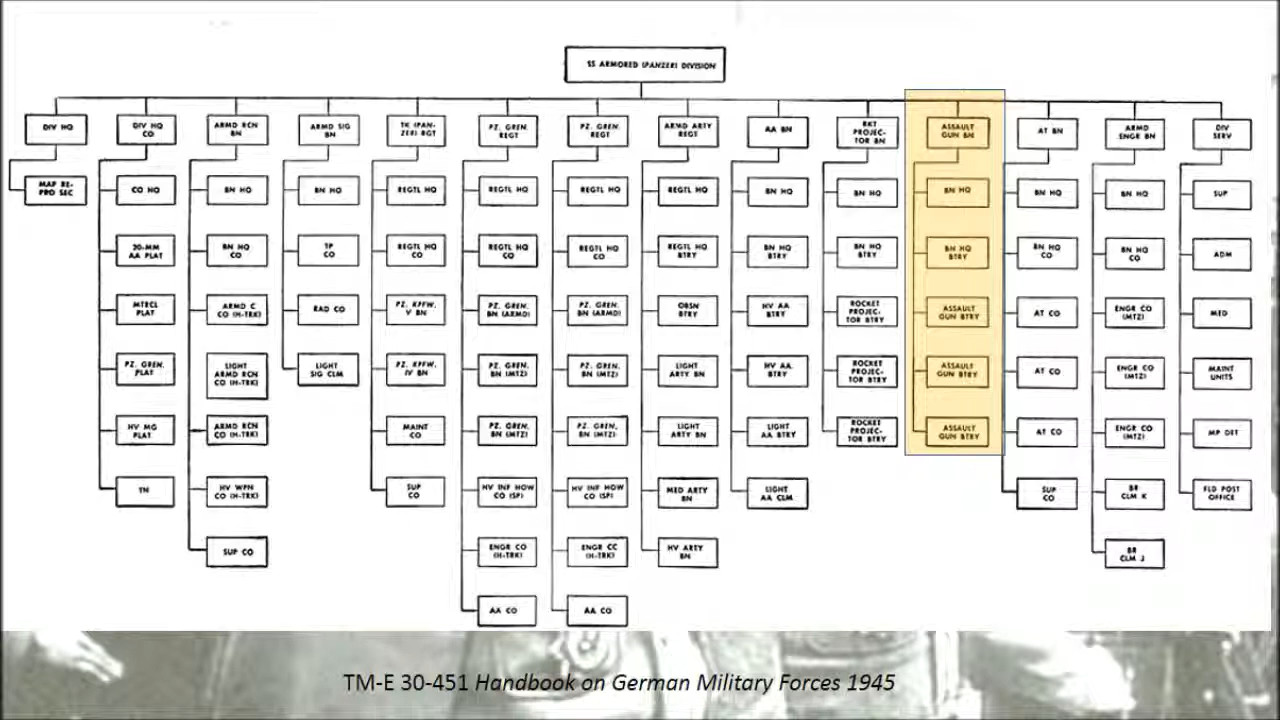 SS ARMORED (PANZER) DIVISION
DIV HQ
MAP RE-
PRO SEC
DIV HQ
CO
CO HQ
20-MM
AA PLAT
MTRCL
PLAT
PZ. GREN.
PLAT
HV MG
PLAT
TN
ARMD RCN
BN
BN HQ
BN HQ
CO
ARMD C
CO (H-TRK)
LIGHT
ARMD RCN
CO (H-TRK)
ARMD RCN
CO (H-TRK)
HV WPN
CO (H-TRK)
SUP CO
ARMD SIG
BN
BN HQ
TP
CO
RAD CO
LIGHT
SIG CLM
TK (PAN-
ZER) RGT
REGTL HQ
REGTL HQ
CO
PZ. KPFW.
V BN
PZ. KPFW.
IV BN
MAINT
CO
SUP
CO
PZ. GREN.
REGT
REGTL HQ
REGTL HQ
CO
PZ. GREN.
BN (ARMD)
PZ. GREN.
BN (MTZ)
PZ. GREN.
BN (MTZ)
HV INF HOW
CO (SP)
ENGR CO
(H-TRK)
AA CO
PZ. GREN.
REGT
REGTL HQ
REGTL HQ
CO
PZ. GREN.
BN (ARMD)
PZ. GREN.
BN (MTZ)
PZ. GREN.
BN (MTZ)
HV INF HOW
CO (SP)
ENGR CC
(H-TRK)
AA CO
ARMD ARTY
REGT
REGTL HQ
REGTL HQ
BTRY
OBSN
BTRY
LIGHT
ARTY BN
LIGHT
ARTY BN
MED ARTY
BN
HV ARTY
BN
AA BN
BN HQ
BN HQ
BTRY
HV AA
BTRY
HV AA.
BTRY
LIGHT
AA BTRY
LIGHT
AA CLM
RKT
PROJEC-
TOR BN
BN HQ
BN HQ
BTRY
ROCKET
PROJEC-
TOR BTRY
ROCKET
PROJEC-
TOR BTRY
ROCKET
PROJEC-
TOR BTRY
ASSAULT
GUN BN
BN HQ
BN HQ
BTRY
ASSAULT
GUN BTRY
ASSAULT
GUN BTRY
ASSAULT
GUN BTRY
AT BN
BN HQ
BN HQ
CO
AT CO
AT CO
AT CO
SUP
CO
ARMD
ENGR BN
BN HQ
BN HQ
CO
ENGR CO
(MTZ)
ENGR CO
(MTZ)
ENGR CO
(MTZ)
BR
CLM K
BR
CLM J
DIV
SERV
SUP
ADM
MED
MAINT
UNITS
MP DET
FLD POST
OFFICE
TM-E 30-451 Handbook on German Military Forces 1945